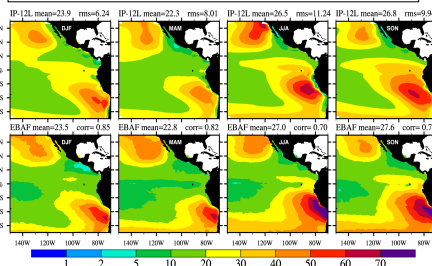 IP-12L mean=23.9 rms=6.24 IP-12L mean=22.3 rms=8.01 IP-12L mean=26.5 rms=11.24 IP-12L mean=26.8 rms=9.9
DJF MAM JJA SON
EBAF mean=23.5 corr= 0.85 EBAF mean=22.8 corr= 0.82 EBAF mean=27.0 corr= 0.70 EBAF mean=27.6 corr= 0.7
DJF MAM JJA SON
140W 120W 100W 80W 140W 120W 100W 80W 140W 120W 100W 80W 140W 120W 100W 80W
1 2 5 10 20 30 40 50 60 70